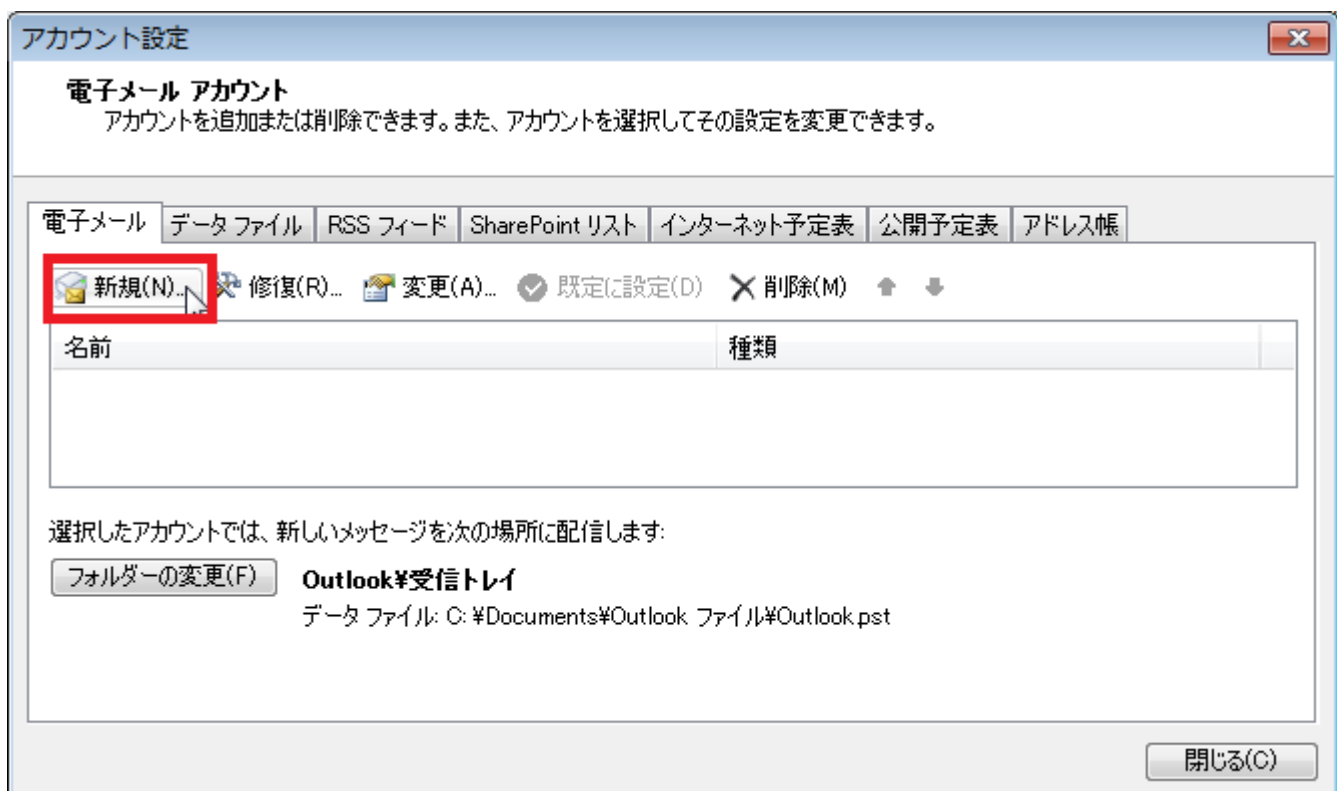 アカウント設定
電子メール アカウント
アカウントを追加または削除できます。また、アカウントを選択してその設定を変更できます。
電子メール データ ファイル RSS フィード SharePoint リスト インターネット予定表 公開予定表 アドレス帳
新規(N)... 修復(R)... 変更(A)... 既定に設定(D) 削除(M)
名前 種類
選択したアカウントでは、新しいメッセージを次の場所に配信します:
フォルダーの変更(F) Outlook¥受信トレイ
データ ファイル: C:¥Documents¥Outlook ファイル¥Outlook.pst
閉じる(C)